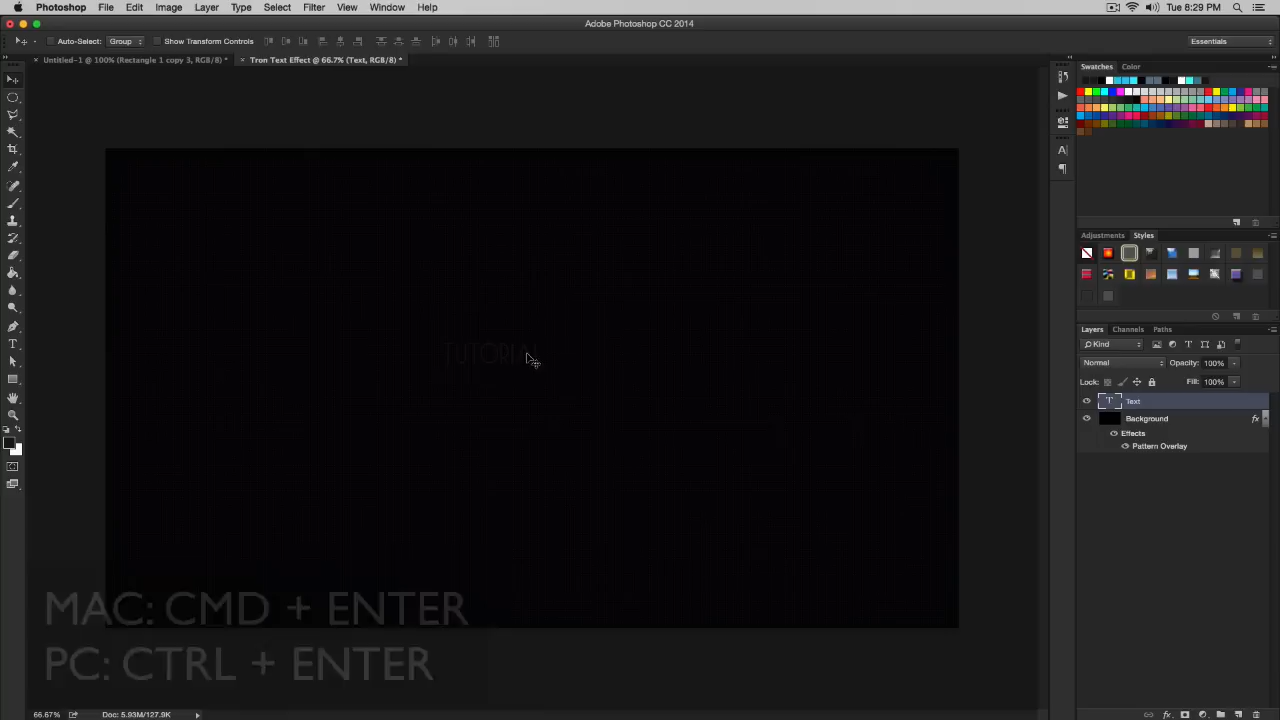 Photoshop File Edit Image Layer Type Select Filter View Window Help Tue 8:29 PM
Adobe Photoshop CC 2014
Auto-Select: Group Show Transform Controls Essentials
Untitled-1 @ 100% (Rectangle 1 copy 3, RGB/8) * Tron Text Effect @ 66.7% (Text, RGB/8) *
Swatches Color
Adjustments Styles
Layers Channels Paths
Kind
Normal Opacity: 100%
Lock: Fill: 100%
T Text
Background fx
Effects
Pattern Overlay
TUTORIAL
MAC: CMD + ENTER
PC: CTRL + ENTER
66.67% Doc: 5.93M/127.9K